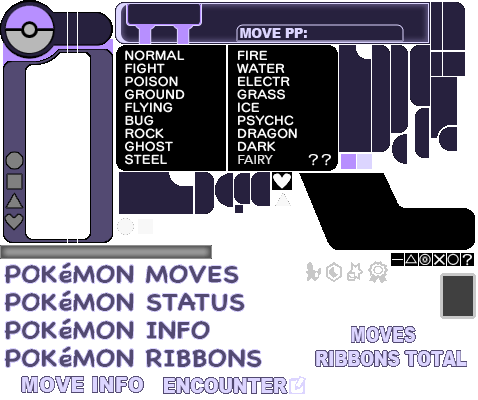 MOVE PP:
NORMAL FIRE
FIGHT WATER
POISON ELECTR
GROUND GRASS
FLYING ICE
BUG PSYCHC
ROCK DRAGON
GHOST DARK
STEEL FAIRY ??
?
POKéMON MOVES
POKéMON STATUS
POKéMON INFO
POKéMON RIBBONS
MOVES
RIBBONS TOTAL
MOVE INFO ENCOUNTER